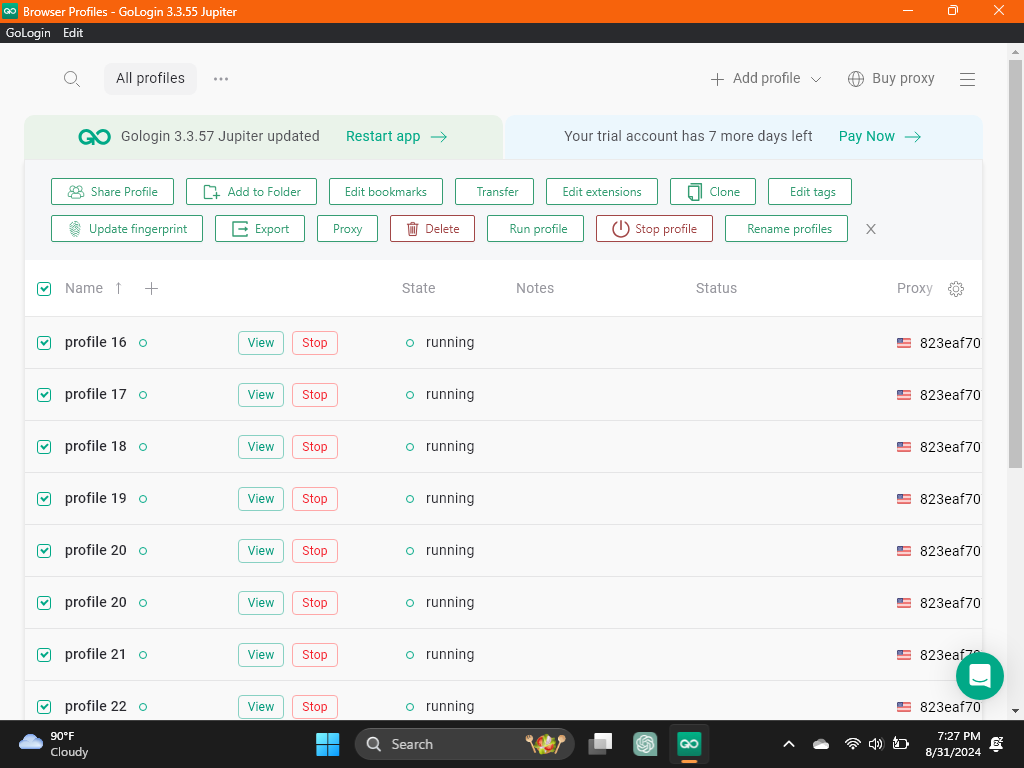 Browser Profiles - GoLogin 3.3.55 Jupiter
GoLogin Edit
All profiles ••• Add profile Buy proxy
Gologin 3.3.57 Jupiter updated Restart app → Your trial account has 7 more days left Pay Now →
Share Profile Add to Folder Edit bookmarks Transfer Edit extensions Clone Edit tags
Update fingerprint Export Proxy Delete Run profile Stop profile Rename profiles X
Name ↑ + State Notes Status Proxy
profile 16 View Stop running 823eaf70
profile 17 View Stop running 823eaf70
profile 18 View Stop running 823eaf70
profile 19 View Stop running 823eaf70
profile 20 View Stop running 823eaf70
profile 20 View Stop running 823eaf70
profile 21 View Stop running 823eaf70
profile 22 View Stop running 823eaf70
90°F
Cloudy
Search
7:27 PM
8/31/2024